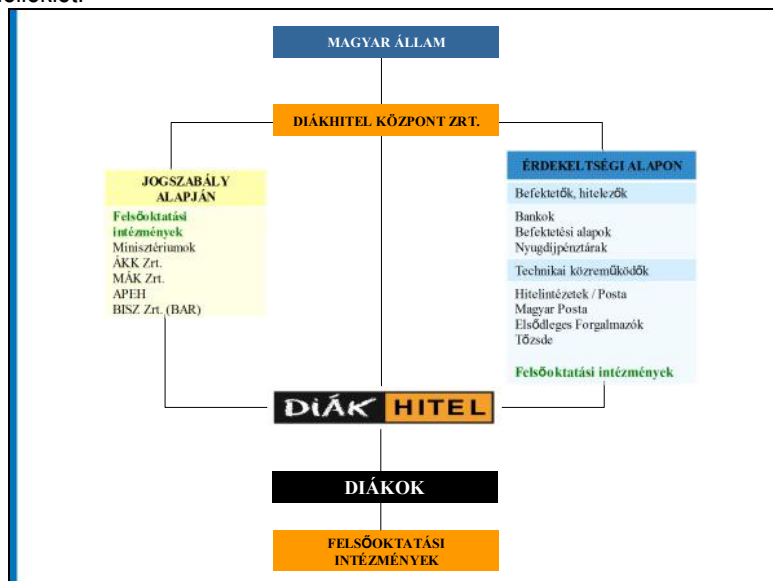 MAGYAR ÁLLAM
DIÁKHITEL KÖZPONT ZRT.
JOGSZABÁLY
ALAPJÁN
Felsőoktatási
intézmények
Minisztériumok
ÁKK Zrt.
MÁK Zrt.
APEH
BISZ Zrt. (BAR)
ÉRDEKELTSÉGI ALAPON
Befektetők, hitelezők
Bankok
Befektetési alapok
Nyugdíjpénztárak
Technikai közreműködők
Hitelintézetek / Posta
Magyar Posta
Elsődleges Forgalmazók
Tőzsde
Felsőoktatási intézmények
DIÁK HITEL
DIÁKOK
FELSŐOKTATÁSI
INTÉZMÉNYEK